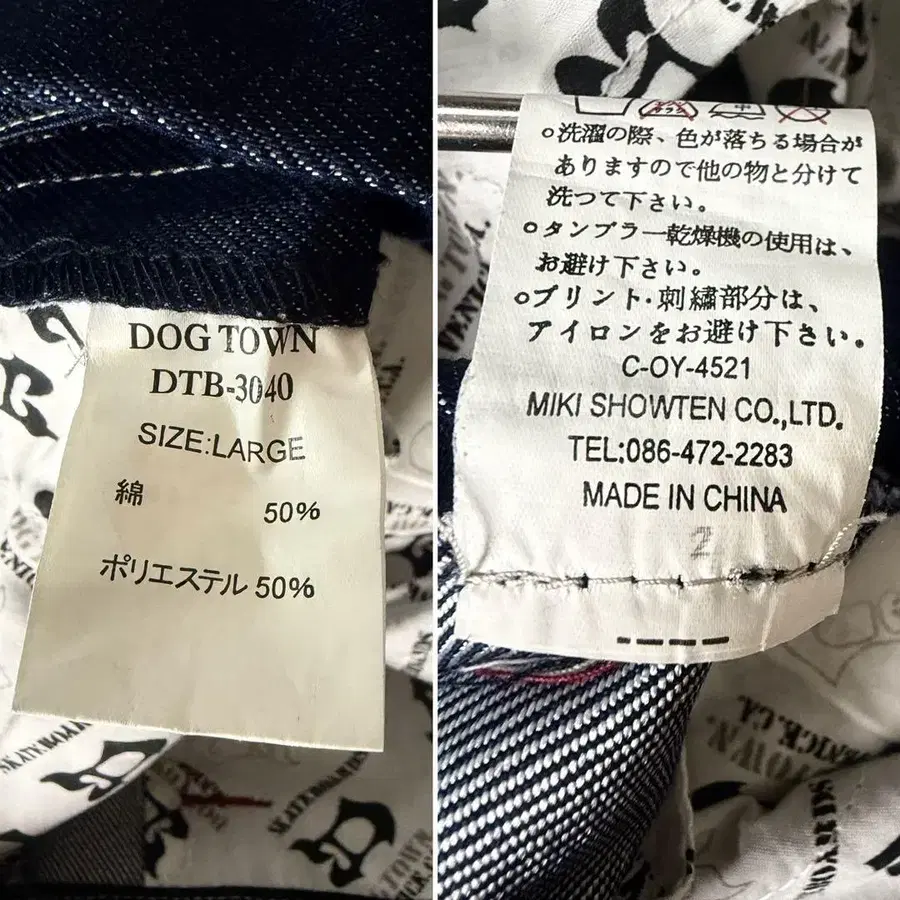 DOG TOWN
DTB-3040
SIZE:LARGE
綿 50%
ポリエステル 50%
◦洗濯の際、色が落ちる場合が
ありますので他の物と分けて
洗つて下さい。
◦タンブラー乾燥機の使用は、
お避け下さい。
◦プリント・刺繍部分は、
アイロンをお避け下さい。
C-OY-4521
MIKI SHOWTEN CO.,LTD.
TEL:086-472-2283
MADE IN CHINA
2